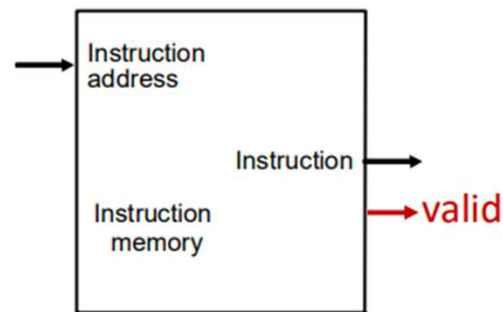 Instruction
address
Instruction
valid
Instruction
memory